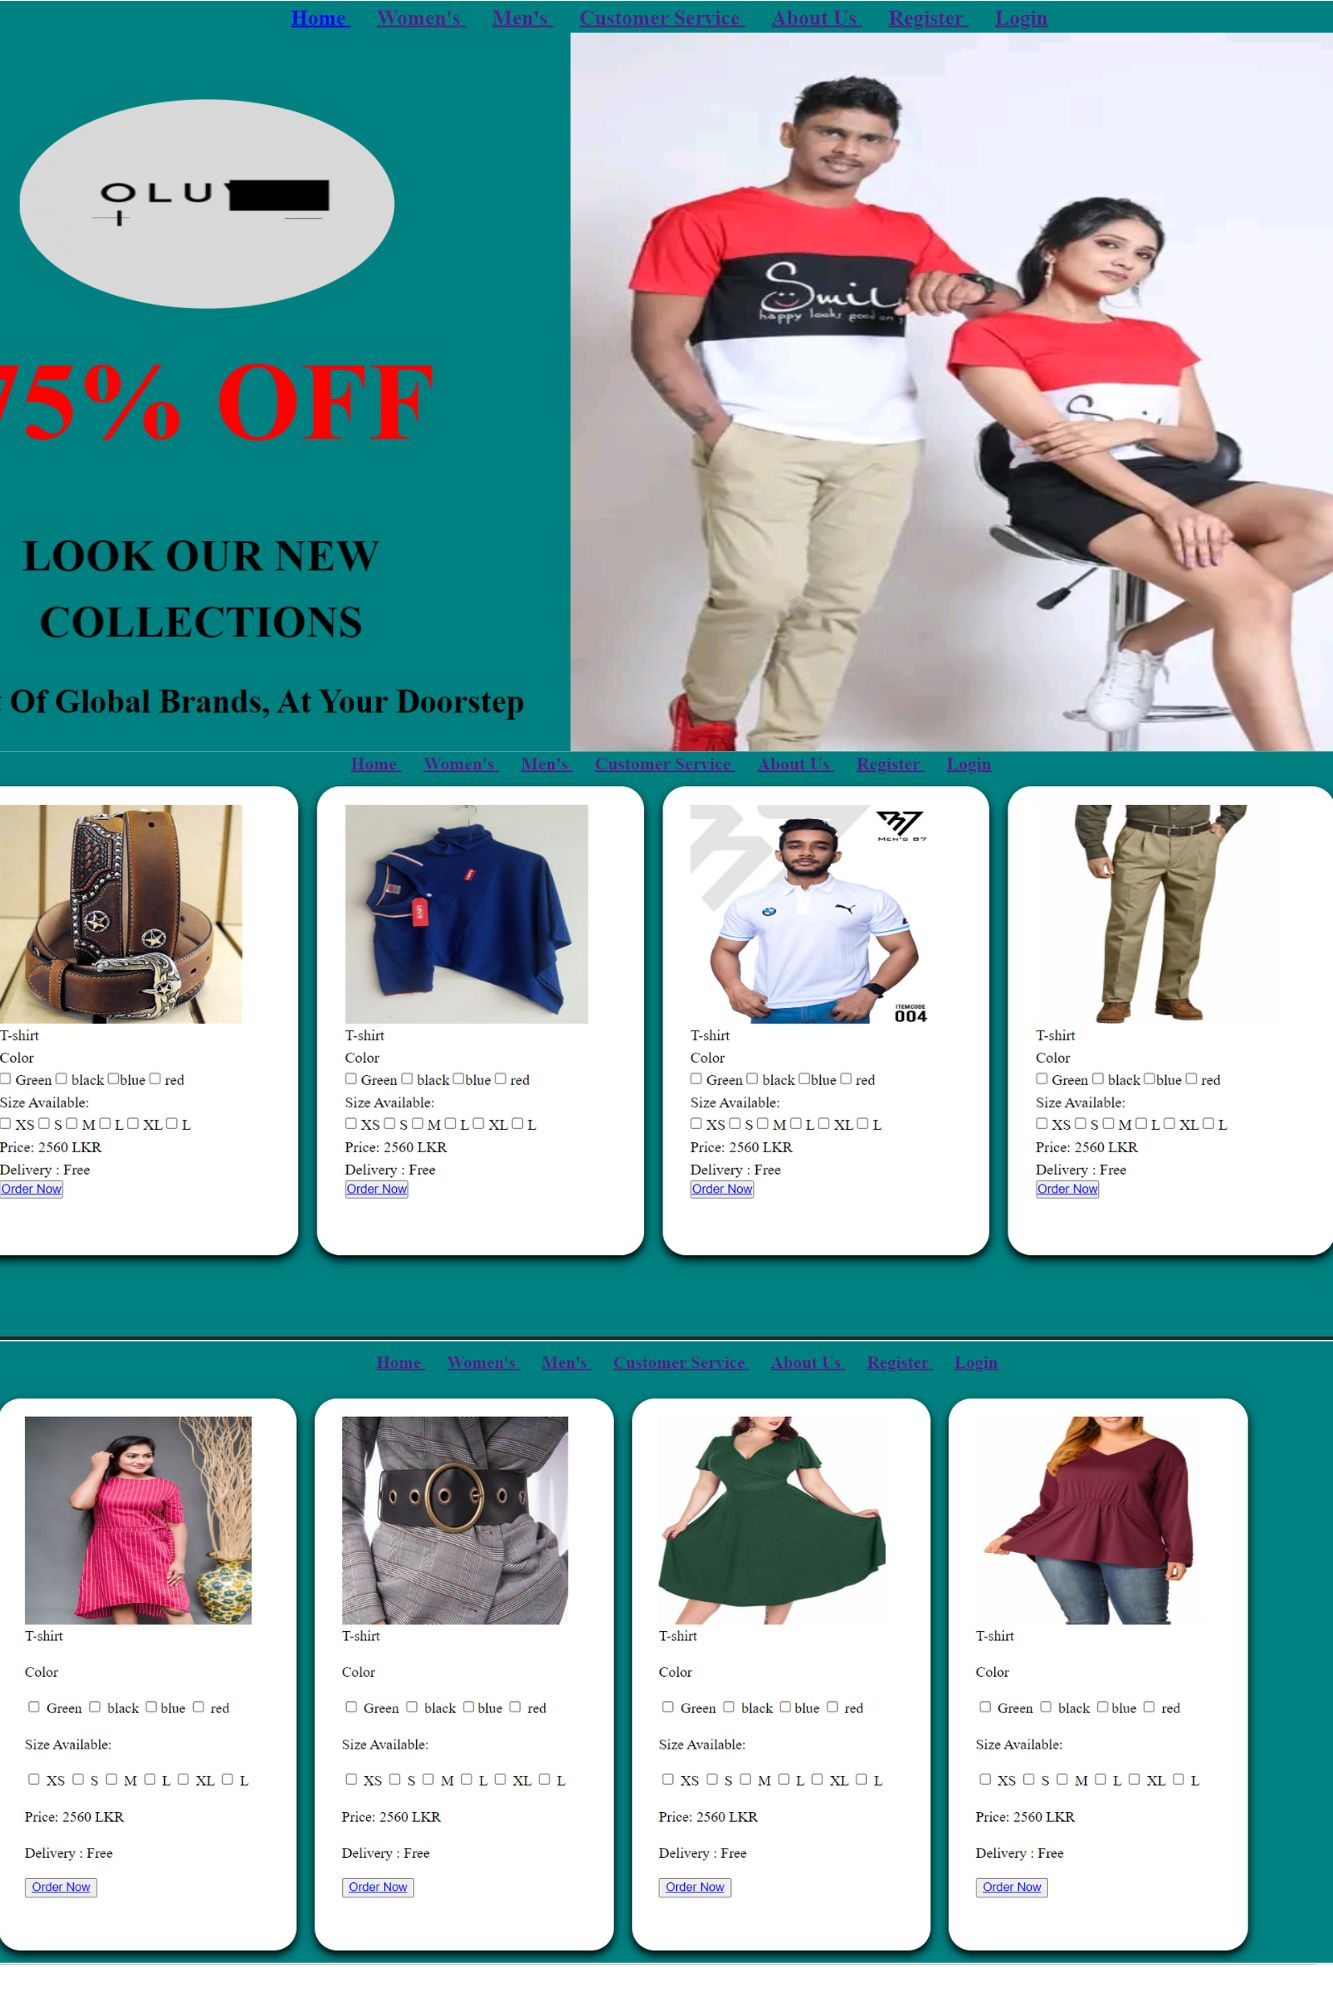 Home Women's Men's Customer Service About Us Register Login
OLU
Smil
happy looks good on
75% OFF
LOOK OUR NEW
COLLECTIONS
Of Global Brands, At Your Doorstep
Home Women's Men's Customer Service About Us Register Login
MEN'S 87
ITEMCODE
004
T-shirt T-shirt T-shirt T-shirt
Color Color Color Color
Green black blue red Green black blue red Green black blue red Green black blue red
Size Available: Size Available: Size Available: Size Available:
XS S M L XL L XS S M L XL L XS S M L XL L XS S M L XL L
Price: 2560 LKR Price: 2560 LKR Price: 2560 LKR Price: 2560 LKR
Delivery : Free Delivery : Free Delivery : Free Delivery : Free
Order Now Order Now Order Now Order Now
Home Women's Men's Customer Service About Us Register Login
T-shirt T-shirt T-shirt T-shirt
Color Color Color Color
Green black blue red Green black blue red Green black blue red Green black blue red
Size Available: Size Available: Size Available: Size Available:
XS S M L XL L XS S M L XL L XS S M L XL L XS S M L XL L
Price: 2560 LKR Price: 2560 LKR Price: 2560 LKR Price: 2560 LKR
Delivery : Free Delivery : Free Delivery : Free Delivery : Free
Order Now Order Now Order Now Order Now